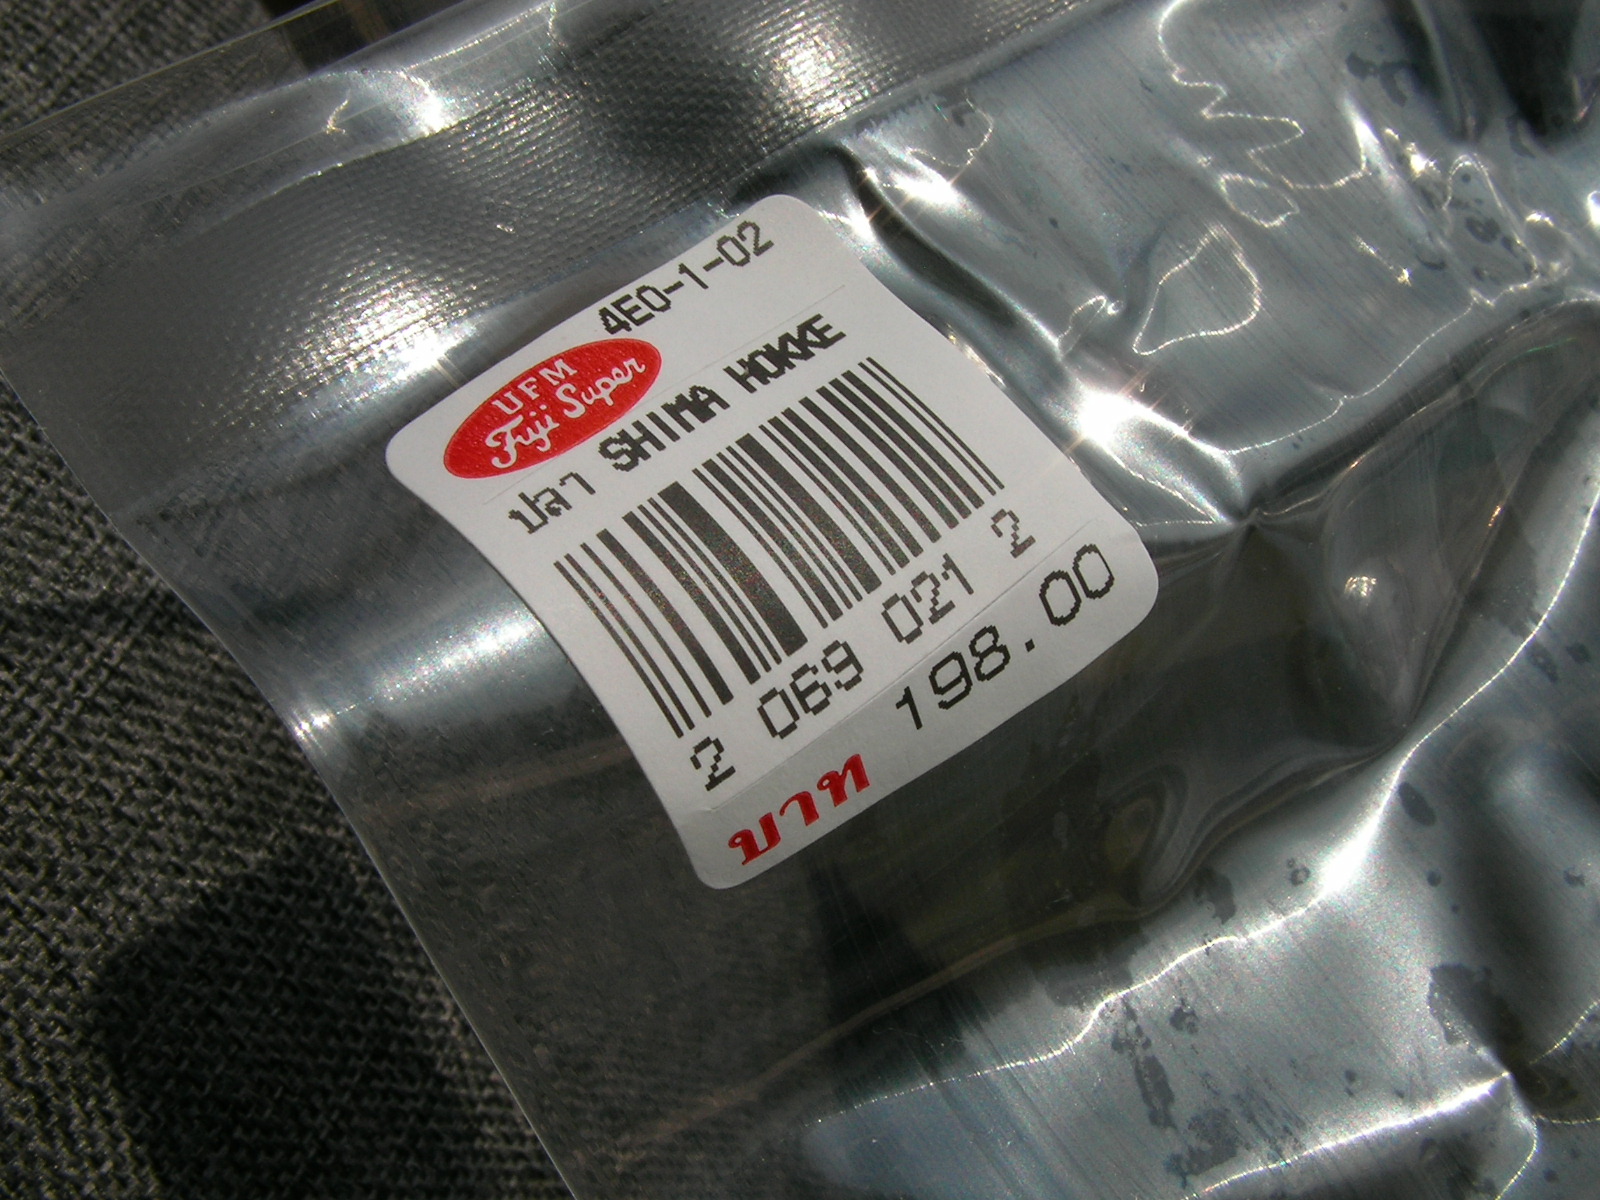 4E0-1-02
UFM
Fuji Super
ปลา SHIMA HOKKE
2 069 021 2
บาท 198.00